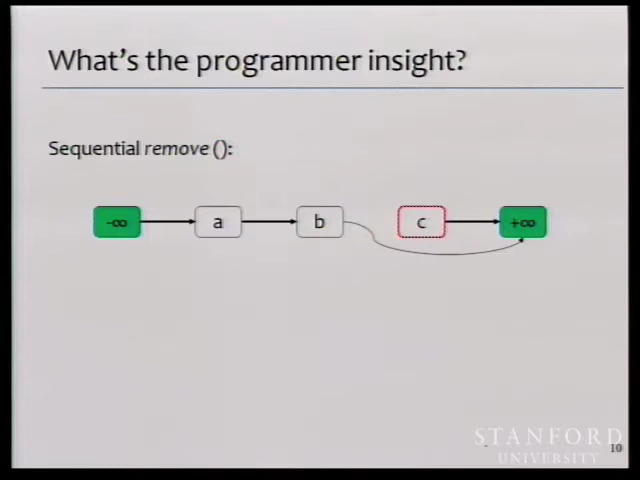 What's the programmer insight?
Sequential remove():
-∞ a b c +∞
STANFORD
UNIVERSITY
10